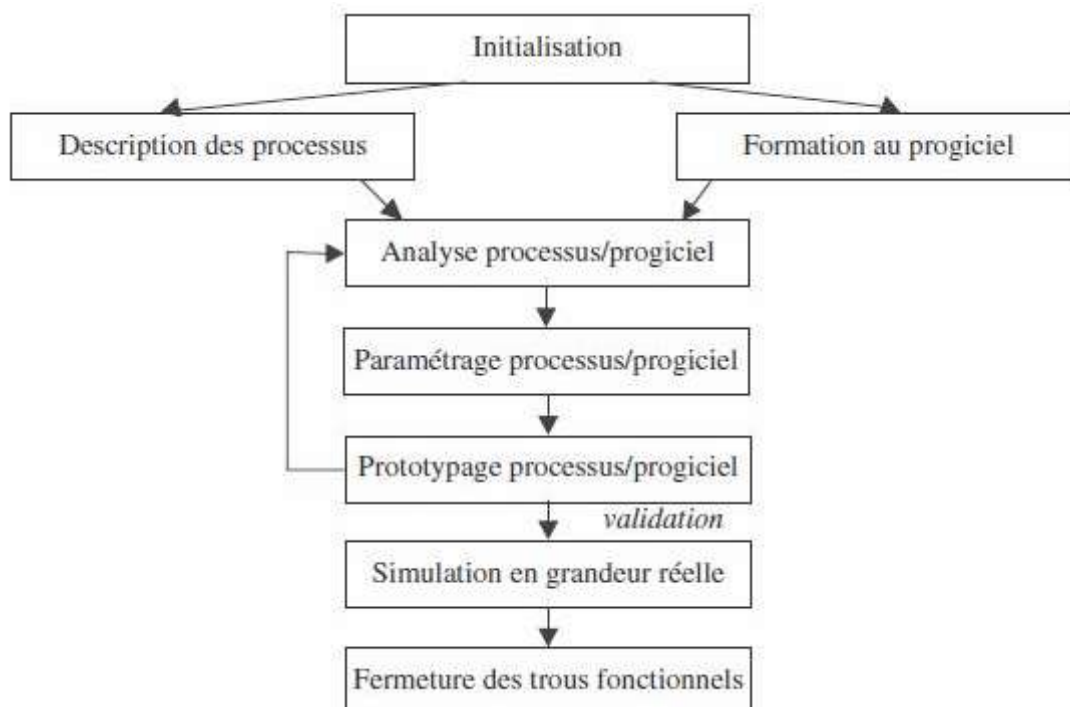 Initialisation
Description des processus
Formation au progiciel
Analyse processus/progiciel
Paramétrage processus/progiciel
Prototypage processus/progiciel
validation
Simulation en grandeur réelle
Fermeture des trous fonctionnels